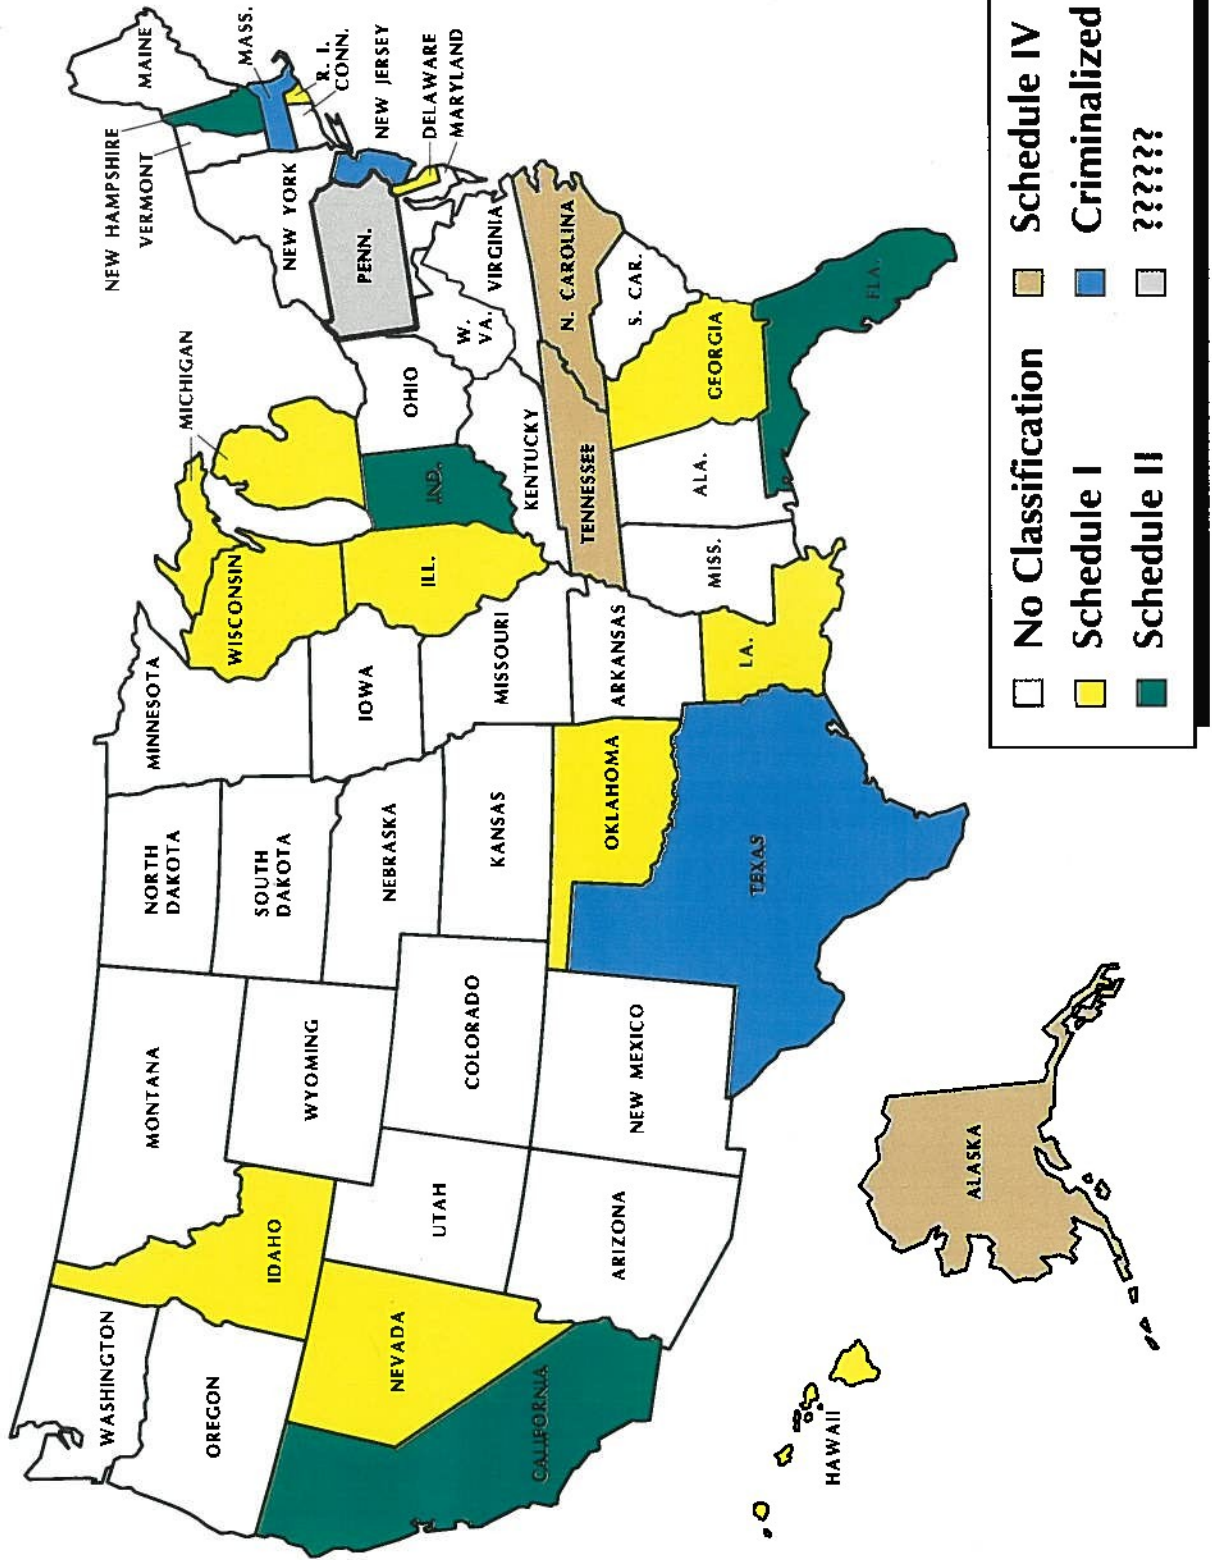 WASHINGTON
OREGON
CALIFORNIA
NEVADA
IDAHO
MONTANA
WYOMING
UTAH
ARIZONA
COLORADO
NEW MEXICO
NORTH
DAKOTA
SOUTH
DAKOTA
NEBRASKA
KANSAS
OKLAHOMA
TEXAS
MINNESOTA
IOWA
MISSOURI
ARKANSAS
LA.
WISCONSIN
ILL.
MICHIGAN
IND.
OHIO
KENTUCKY
TENNESSEE
MISS.
ALA.
GEORGIA
FLA.
S. CAR.
N. CAROLINA
VIRGINIA
W.
VA.
PENN.
NEW YORK
VERMONT
NEW HAMPSHIRE
MAINE
MASS.
R. I.
CONN.
NEW JERSEY
DELAWARE
MARYLAND
ALASKA
HAWAII
No Classification
Schedule I
Schedule II
Schedule IV
Criminalized
??????